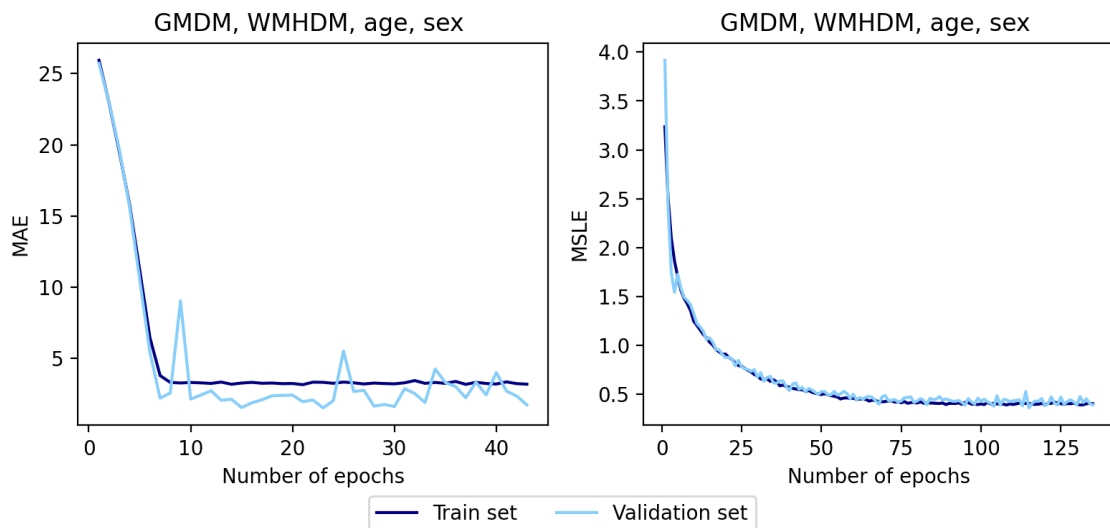 GMDM, WMHDM, age, sex
25
20
15
10
5
MAE
0 10 20 30 40
Number of epochs
GMDM, WMHDM, age, sex
4.0
3.5
3.0
2.5
2.0
1.5
1.0
0.5
MSLE
0 25 50 75 100 125
Number of epochs
Train set Validation set